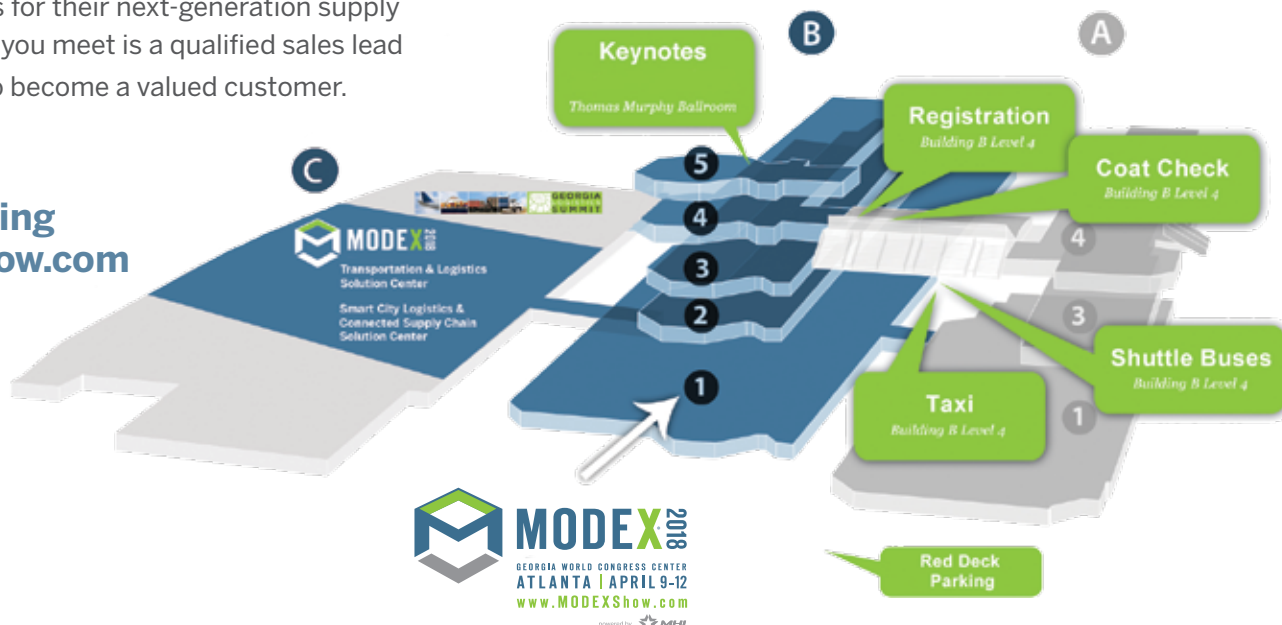 s for their next-generation supply
you meet is a qualified sales lead
o become a valued customer.
ing
ow.com
B
A
C
Keynotes
Thomas Murphy Ballroom
Registration
Building B Level 4
Coat Check
Building B Level 4
5
4
3
2
1
4
3
1
GEORGIA
SUMMIT
MODEX 2018
Transportation & Logistics
Solution Center
Smart City Logistics &
Connected Supply Chain
Solution Center
Shuttle Buses
Building B Level 4
Taxi
Building B Level 4
MODEX 2018
GEORGIA WORLD CONGRESS CENTER
ATLANTA | APRIL 9-12
www.MODEXShow.com
powered by MHI
Red Deck
Parking